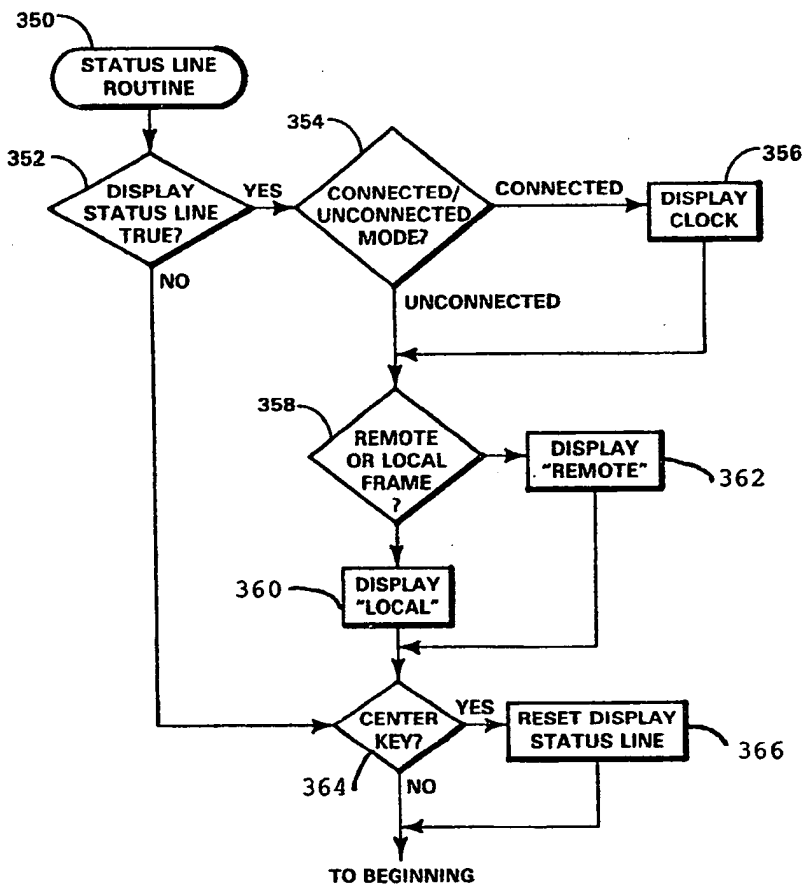 350
STATUS LINE
ROUTINE
352
DISPLAY
STATUS LINE
TRUE?
YES
NO
354
CONNECTED/
UNCONNECTED
MODE?
CONNECTED
UNCONNECTED
356
DISPLAY
CLOCK
358
REMOTE
OR LOCAL
FRAME
?
DISPLAY
"REMOTE"
362
360
DISPLAY
"LOCAL"
CENTER
KEY?
364
YES
NO
RESET DISPLAY
STATUS LINE
366
TO BEGINNING